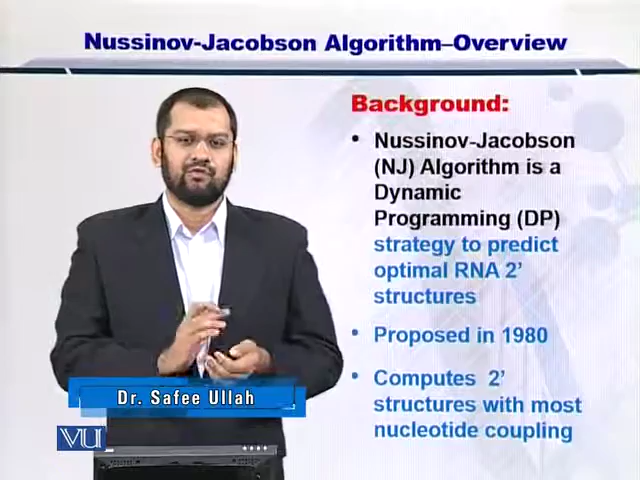 Nussinov-Jacobson Algorithm–Overview
Background:
• Nussinov-Jacobson
(NJ) Algorithm is a
Dynamic
Programming (DP)
strategy to predict
optimal RNA 2’
structures
• Proposed in 1980
• Computes 2’
structures with most
nucleotide coupling
Dr. Safee Ullah
VU